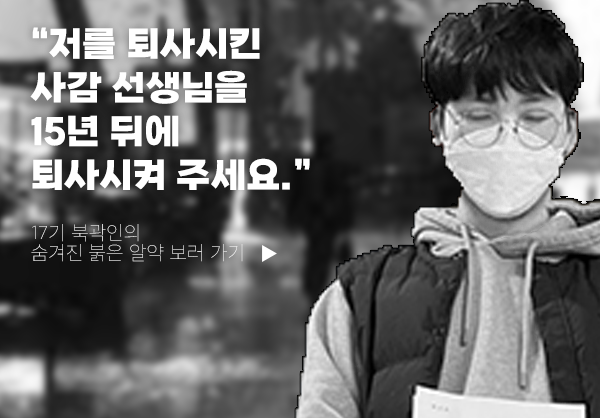 “저를 퇴사시킨
사감 선생님을
15년 뒤에
퇴사시켜 주세요.”
17기 북곽인의
숨겨진 붉은 알약 보러 가기 ▶